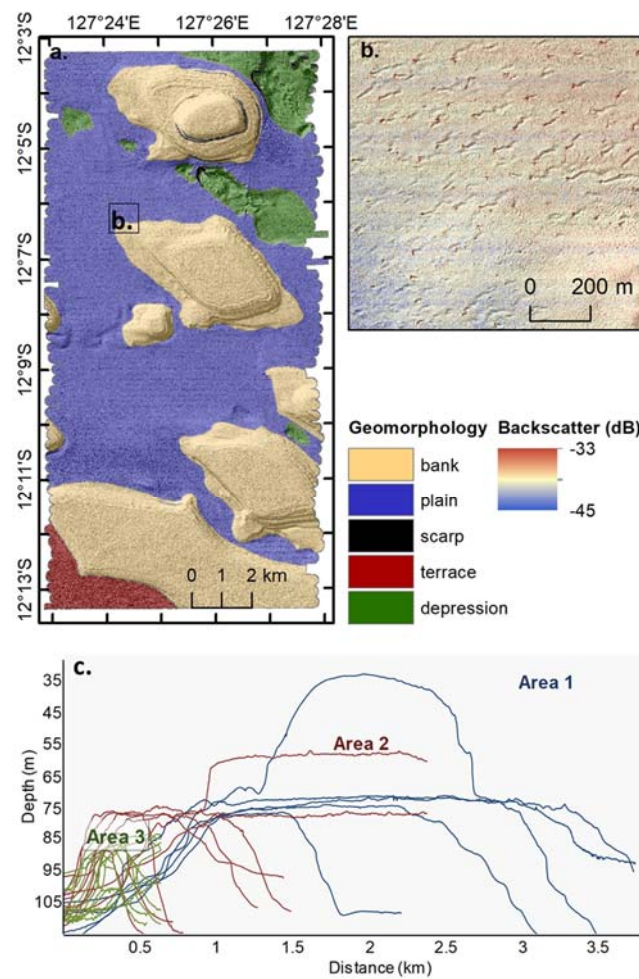 127°24'E 127°26'E 127°28'E
a.
12°3'S
12°5'S
12°7'S
12°9'S
12°11'S
12°13'S
b.
0 1 2 km
b.
0 200 m
Geomorphology
bank
plain
scarp
terrace
depression
Backscatter (dB)
-33
-45
c.
Area 1
Area 2
Area 3
Depth (m)
35
45
55
65
75
85
95
105
0.5 1 1.5 2 2.5 3 3.5
Distance (km)